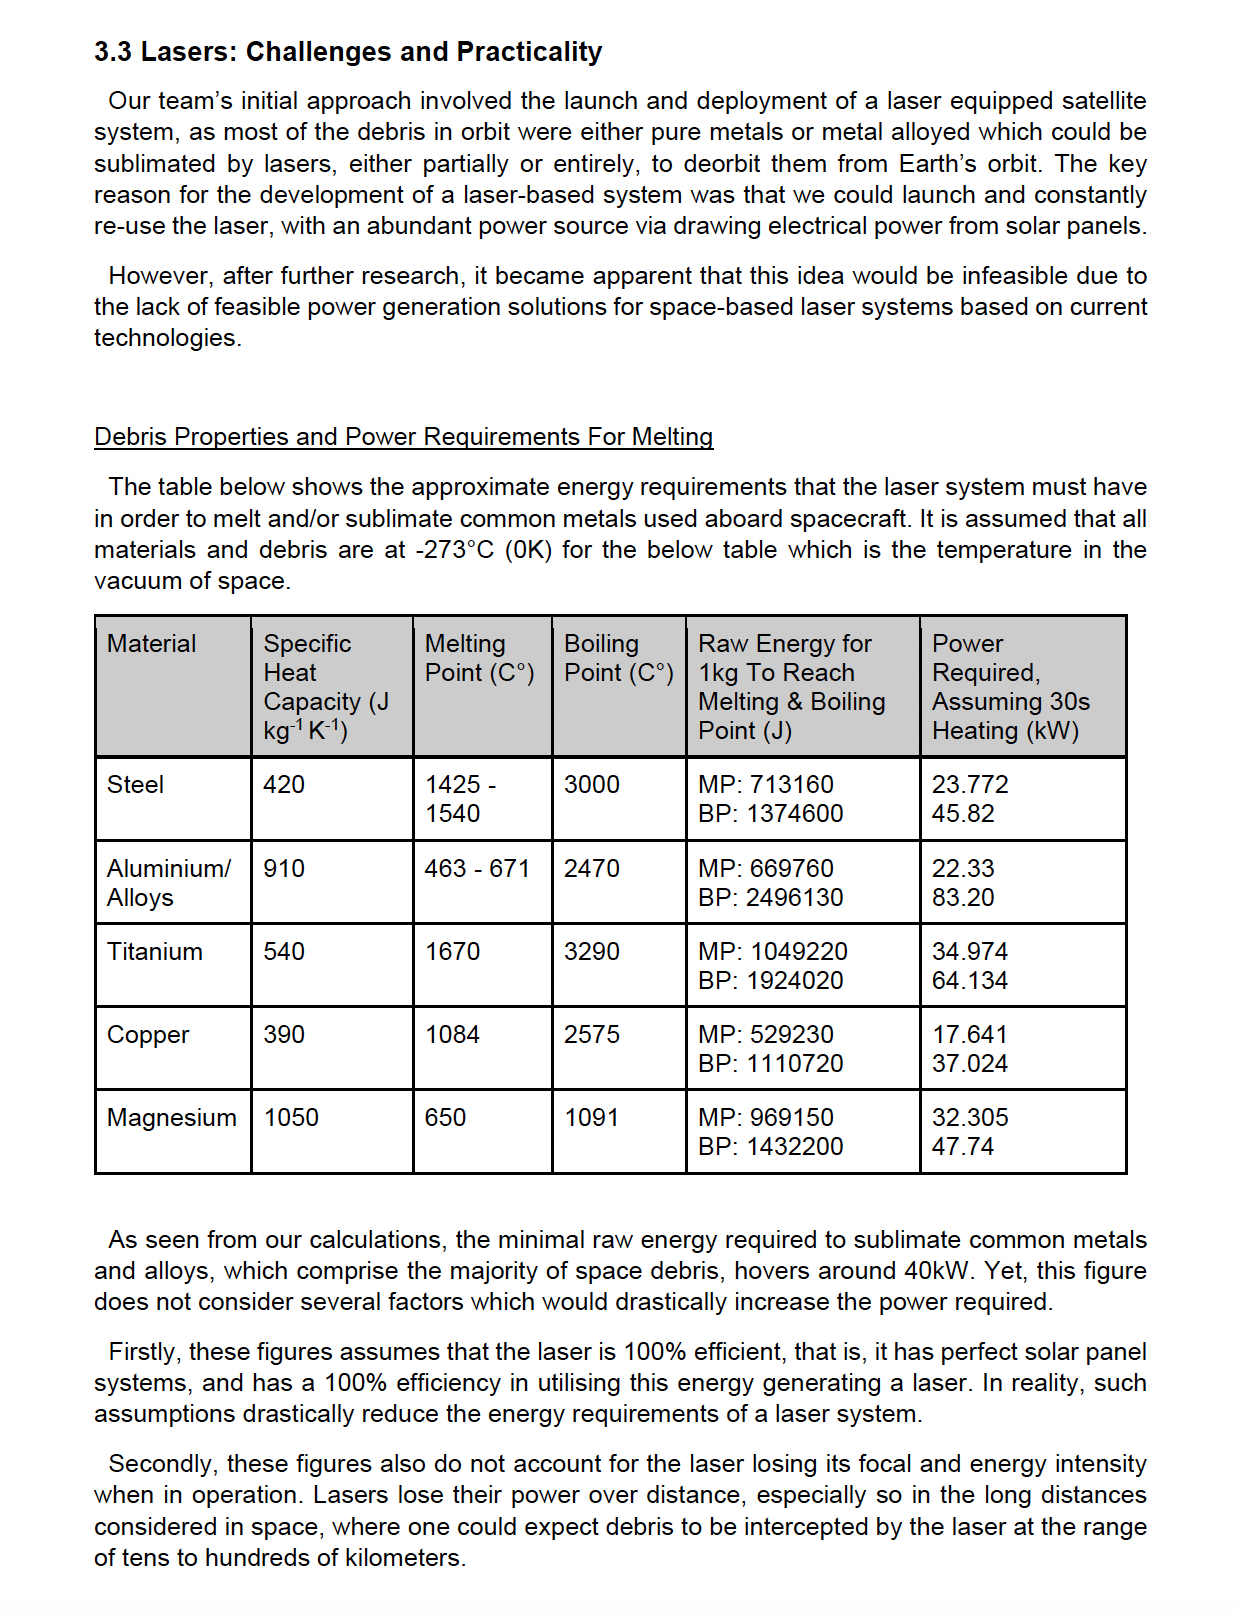 3.3 Lasers: Challenges and Practicality
Our team's initial approach involved the launch and deployment of a laser equipped satellite
system, as most of the debris in orbit were either pure metals or metal alloyed which could be
sublimated by lasers, either partially or entirely, to deorbit them from Earth's orbit. The key
reason for the development of a laser-based system was that we could launch and constantly
re-use the laser, with an abundant power source via drawing electrical power from solar panels.
However, after further research, it became apparent that this idea would be infeasible due to
the lack of feasible power generation solutions for space-based laser systems based on current
technologies.
Debris Properties and Power Requirements For Melting
The table below shows the approximate energy requirements that the laser system must have
in order to melt and/or sublimate common metals used aboard spacecraft. It is assumed that all
materials and debris are at -273°C (0K) for the below table which is the temperature in the
vacuum of space.
Material
Specific
Heat
Capacity (J
kg⁻¹ K⁻¹)
Melting
Point (C°)
Boiling
Point (C°)
Raw Energy for
1kg To Reach
Melting & Boiling
Point (J)
Power
Required,
Assuming 30s
Heating (kW)
Steel
420
1425 -
1540
3000
MP: 713160
BP: 1374600
23.772
45.82
Aluminium/
Alloys
910
463 - 671
2470
MP: 669760
BP: 2496130
22.33
83.20
Titanium
540
1670
3290
MP: 1049220
BP: 1924020
34.974
64.134
Copper
390
1084
2575
MP: 529230
BP: 1110720
17.641
37.024
Magnesium
1050
650
1091
MP: 969150
BP: 1432200
32.305
47.74
As seen from our calculations, the minimal raw energy required to sublimate common metals
and alloys, which comprise the majority of space debris, hovers around 40kW. Yet, this figure
does not consider several factors which would drastically increase the power required.
Firstly, these figures assumes that the laser is 100% efficient, that is, it has perfect solar panel
systems, and has a 100% efficiency in utilising this energy generating a laser. In reality, such
assumptions drastically reduce the energy requirements of a laser system.
Secondly, these figures also do not account for the laser losing its focal and energy intensity
when in operation. Lasers lose their power over distance, especially so in the long distances
considered in space, where one could expect debris to be intercepted by the laser at the range
of tens to hundreds of kilometers.